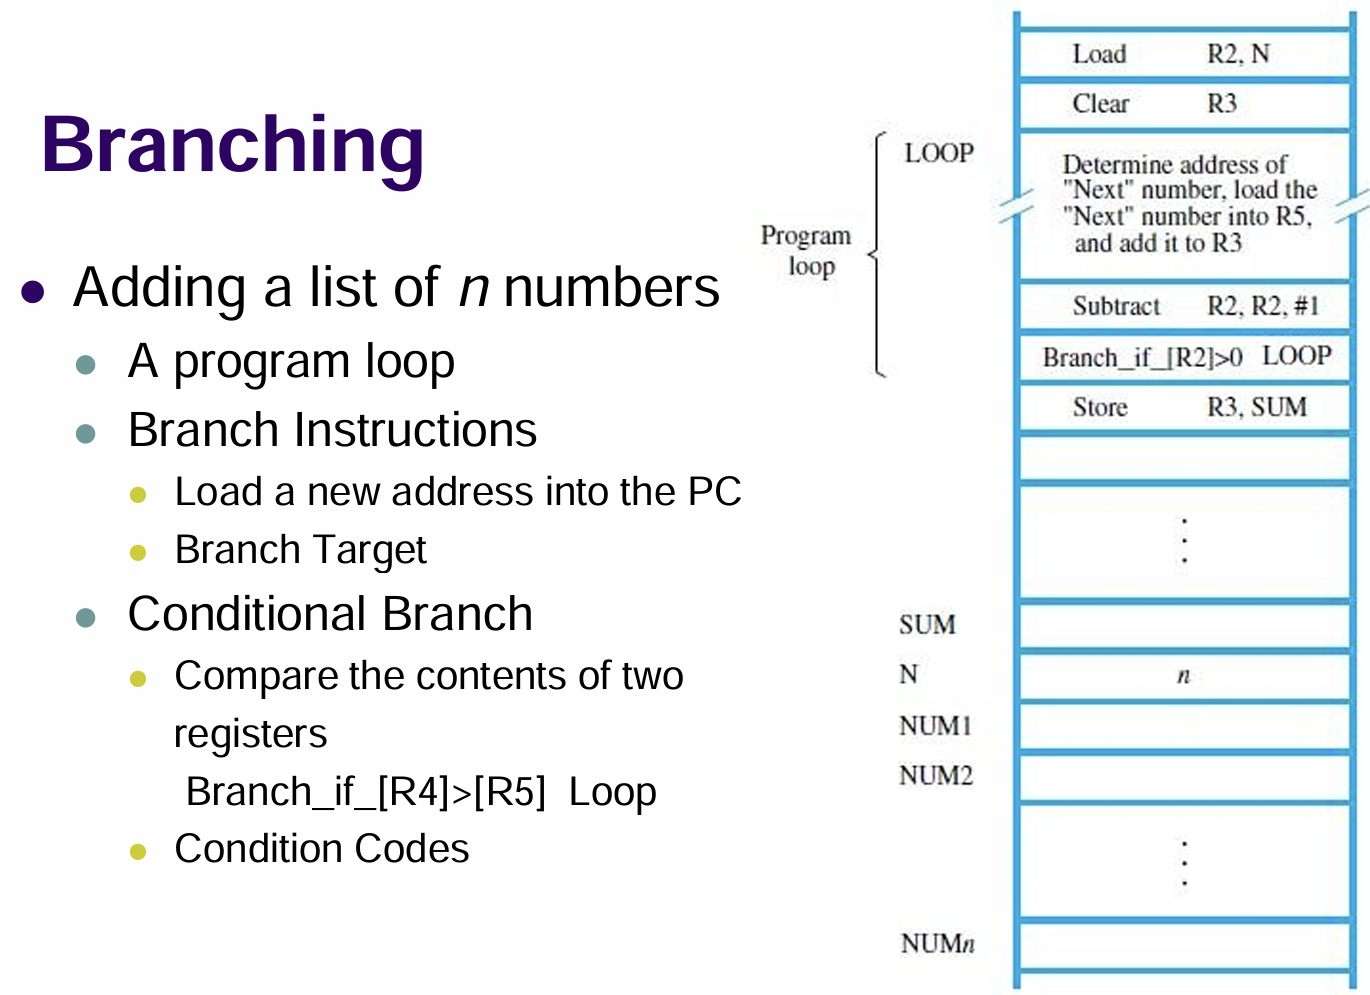 Branching
● Adding a list of n numbers
● A program loop
● Branch Instructions
● Load a new address into the PC
● Branch Target
● Conditional Branch
● Compare the contents of two
registers
Branch_if_[R4]>[R5] Loop
● Condition Codes
Load R2, N
Clear R3
LOOP
Determine address of
"Next" number, load the
"Next" number into R5,
and add it to R3
Program
loop
Subtract R2, R2, #1
Branch_if_[R2]>0 LOOP
Store R3, SUM
SUM
N n
NUM1
NUM2
NUMn